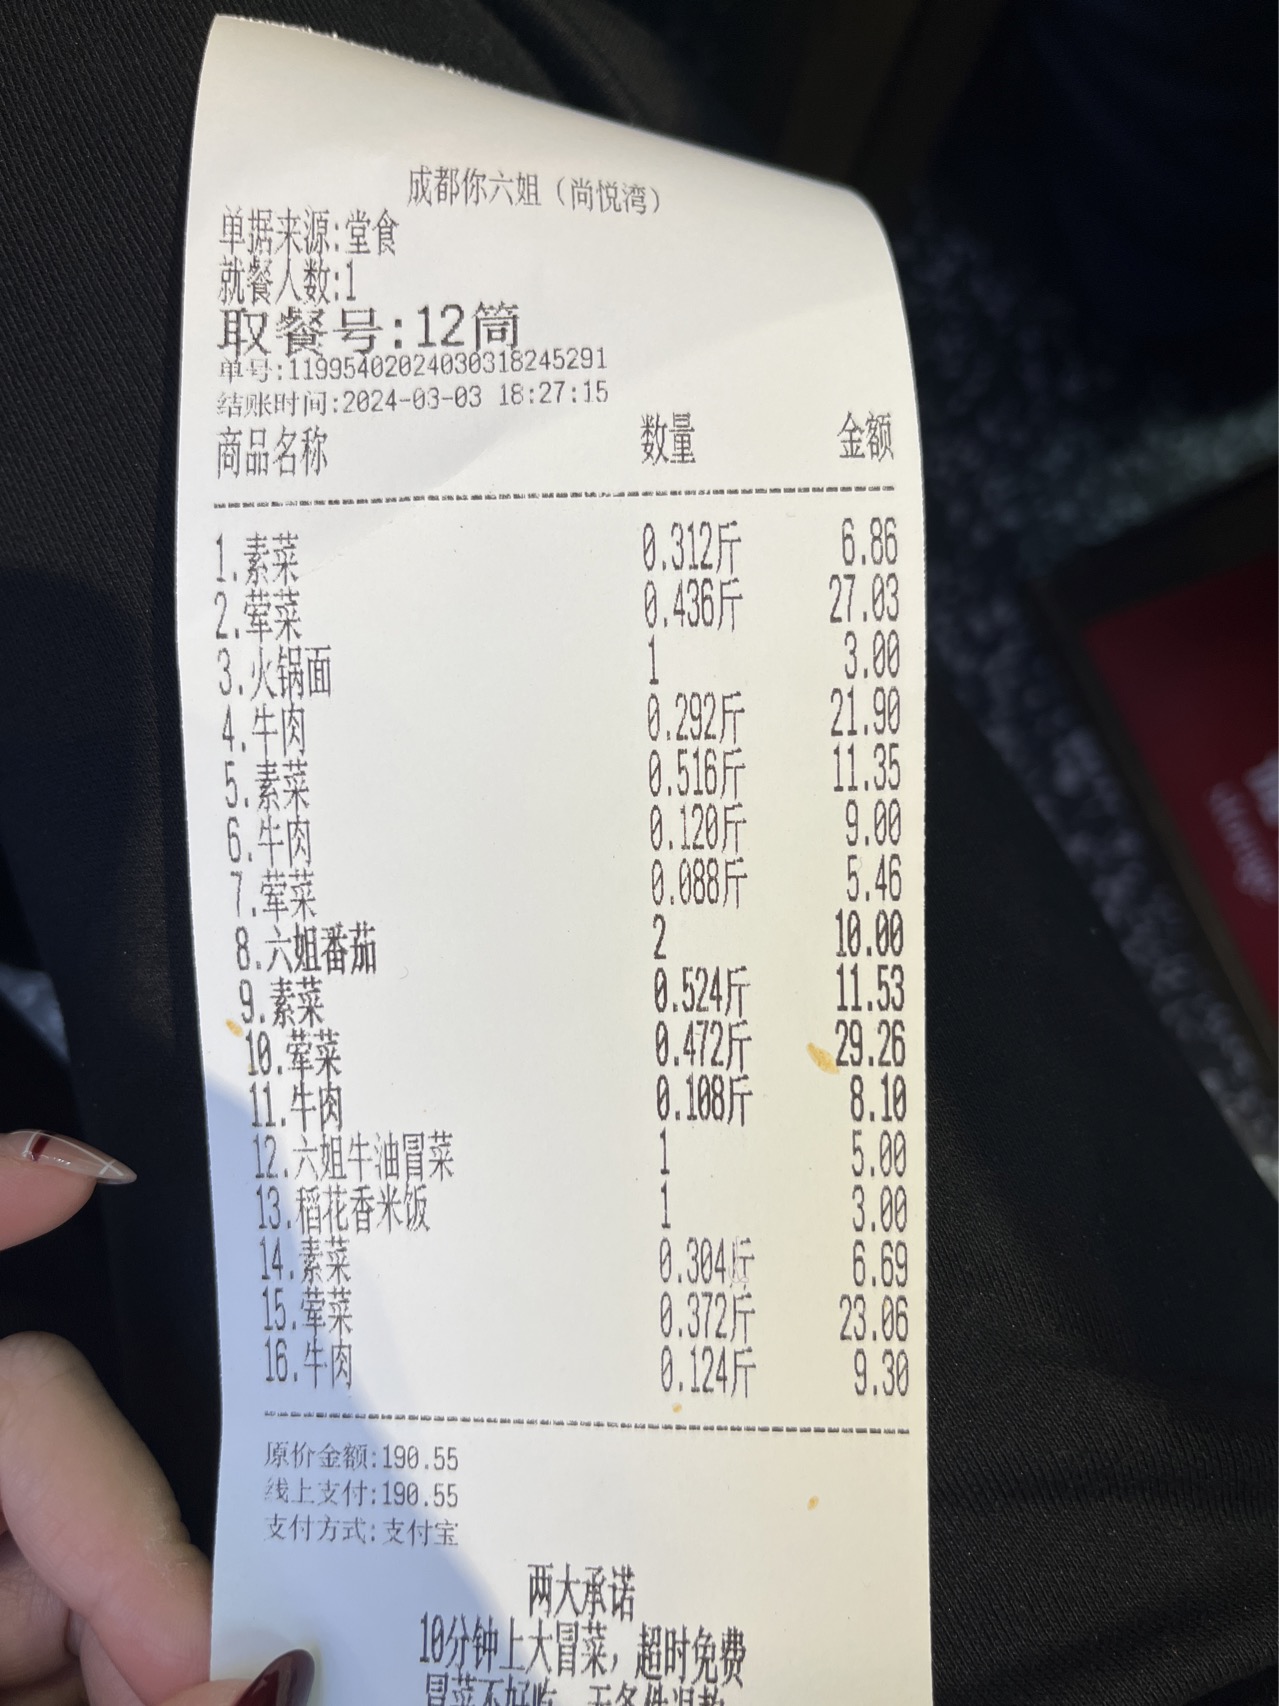 成都你六姐（尚悦湾）
单据来源:堂食
就餐人数:1
取餐号:12筒
单号:11995402024030318245291
结账时间:2024-03-03 18:27:15
商品名称 数量 金额
1.素菜 0.312斤 6.86
2.荤菜 0.436斤 27.03
3.火锅面 1 3.00
4.牛肉 0.292斤 21.90
5.素菜 0.516斤 11.35
6.牛肉 0.120斤 9.00
7.荤菜 0.088斤 5.46
8.六姐番茄 2 10.00
9.素菜 0.524斤 11.53
10.荤菜 0.472斤 29.26
11.牛肉 0.108斤 8.10
12.六姐牛油冒菜 1 5.00
13.稻花香米饭 1 3.00
14.素菜 0.304斤 6.69
15.荤菜 0.372斤 23.06
16.牛肉 0.124斤 9.30
原价金额:190.55
线上支付:190.55
支付方式:支付宝
两大承诺
10分钟上大冒菜，超时免费
冒菜不好吃